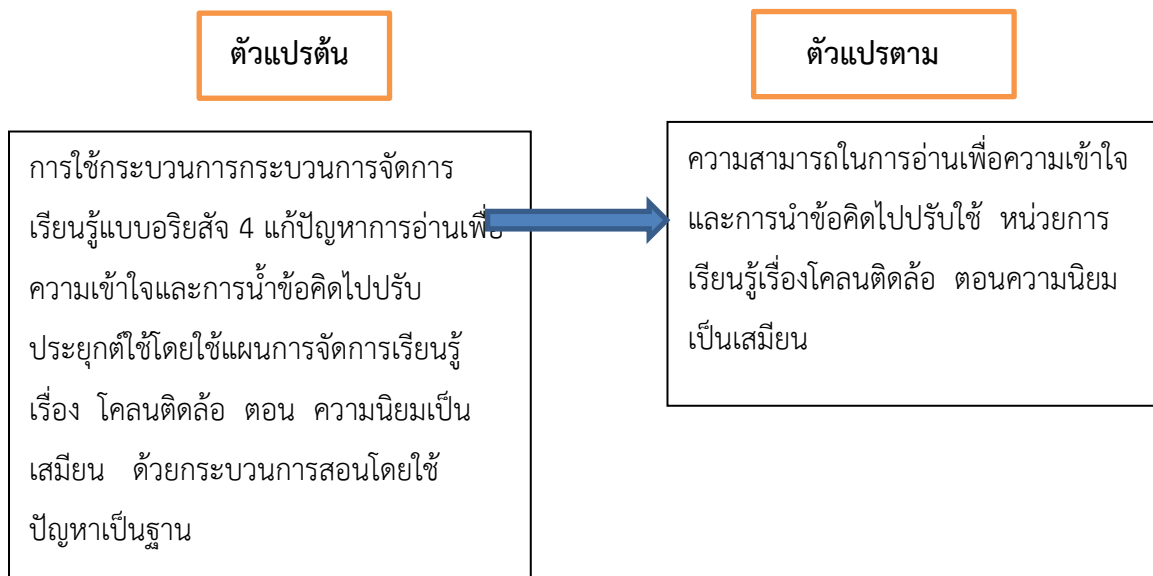 ตัวแปรต้น
การใช้กระบวนการกระบวนการจัดการ
เรียนรู้แบบอริยสัจ 4 แก้ปัญหาการอ่านเพื่อ
ความเข้าใจและการน้ำข้อคิดไปปรับ
ประยุกต์ใช้โดยใช้แผนการจัดการเรียนรู้
เรื่อง โคลนติดล้อ ตอน ความนิยมเป็น
เสมียน ด้วยกระบวนการสอนโดยใช้
ปัญหาเป็นฐาน
ตัวแปรตาม
ความสามารถในการอ่านเพื่อความเข้าใจ
และการนำข้อคิดไปปรับใช้ หน่วยการ
เรียนรู้เรื่องโคลนติดล้อ ตอนความนิยม
เป็นเสมียน